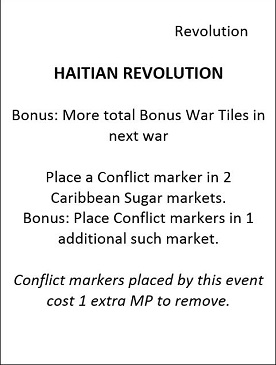 Revolution
HAITIAN REVOLUTION
Bonus: More total Bonus War Tiles in
next war
Place a Conflict marker in 2
Caribbean Sugar markets.
Bonus: Place Conflict markers in 1
additional such market.
Conflict markers placed by this event
cost 1 extra MP to remove.